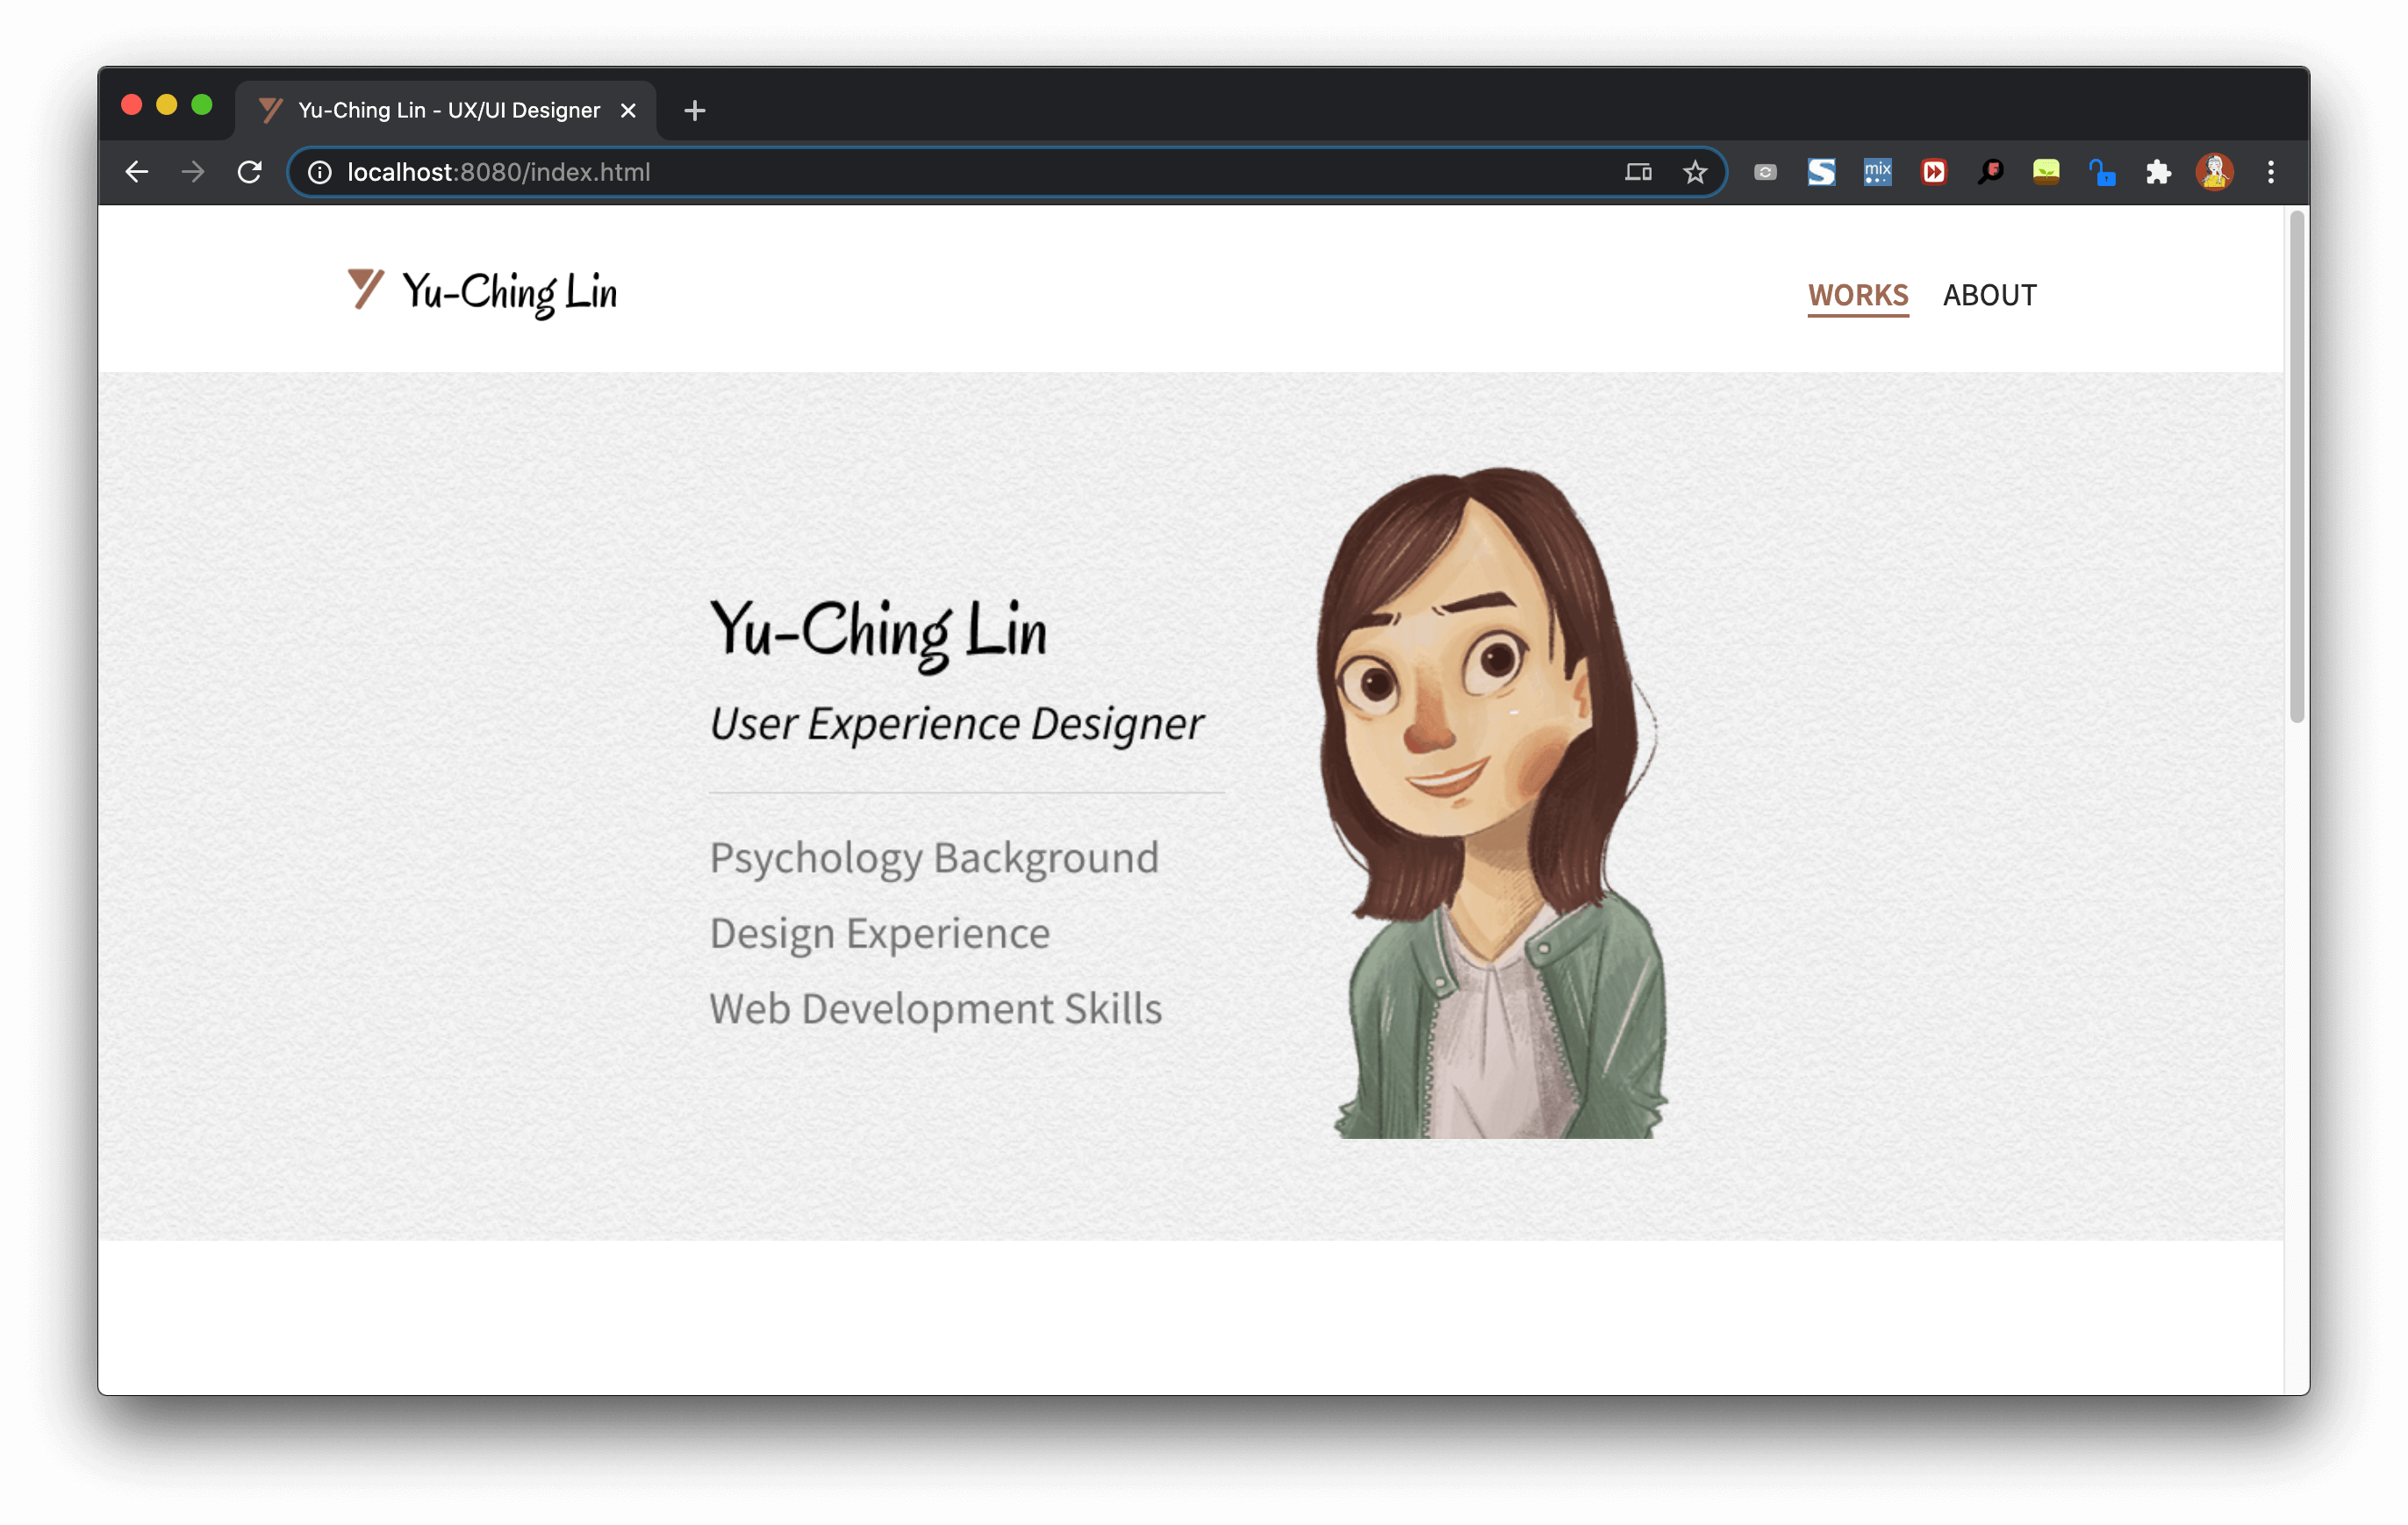 Yu-Ching Lin - UX/UI Designer
localhost:8080/index.html
mix
Yu-Ching Lin
WORKS ABOUT
Yu-Ching Lin
User Experience Designer
Psychology Background
Design Experience
Web Development Skills